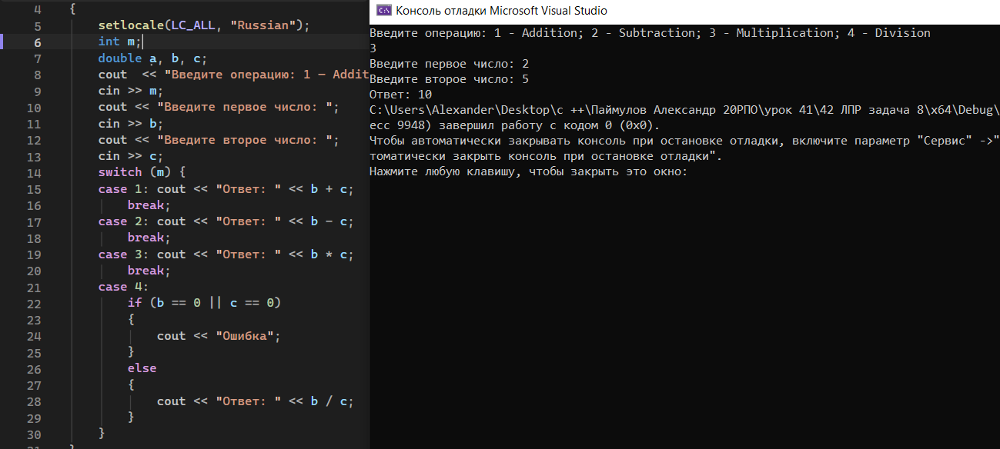 4 {
5 setlocale(LC_ALL, "Russian");
6 int m;
7 double a, b, c;
8 cout << "Введите операцию: 1 — Addit
9 cin >> m;
10 cout << "Введите первое число: ";
11 cin >> b;
12 cout << "Введите второе число: ";
13 cin >> c;
14 switch (m) {
15 case 1: cout << "Ответ: " << b + c;
16 break;
17 case 2: cout << "Ответ: " << b - c;
18 break;
19 case 3: cout << "Ответ: " << b * c;
20 break;
21 case 4:
22 if (b == 0 || c == 0)
23 {
24 cout << "Ошибка";
25 }
26 else
27 {
28 cout << "Ответ: " << b / c;
29 }
30 }
Консоль отладки Microsoft Visual Studio
Введите операцию: 1 - Addition; 2 - Subtraction; 3 - Multiplication; 4 - Division
3
Введите первое число: 2
Введите второе число: 5
Ответ: 10
C:\Users\Alexander\Desktop\c ++\Паймулов Александр 20РПО\урок 41\42 ЛПР задача 8\x64\Debug\
есс 9948) завершил работу с кодом 0 (0x0).
Чтобы автоматически закрывать консоль при остановке отладки, включите параметр "Сервис" ->"
томатически закрыть консоль при остановке отладки".
Нажмите любую клавишу, чтобы закрыть это окно: